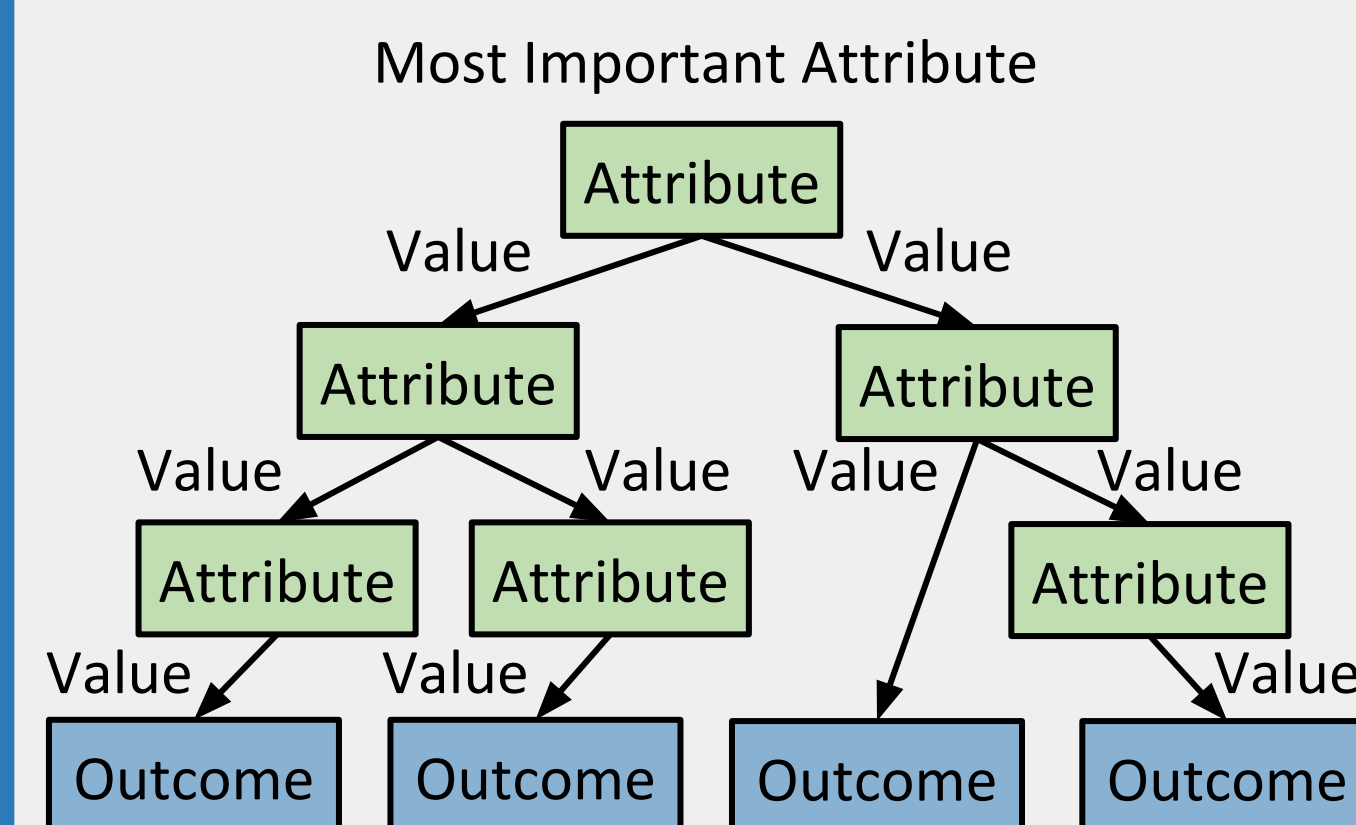 Most Important Attribute
Attribute
Value Value
Attribute Attribute
Value Value Value Value
Attribute Attribute Attribute
Value Value Value
Outcome Outcome Outcome Outcome